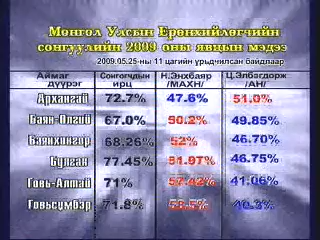 Монгол Улсын Ерөнхийлөгчийн
сонгуулийн 2009 оны явцын мэдээ
2009.05.25-ны 11 цагийн урьдчилсан байдлаар
Аймаг дүүрэг Сонгогчдын ирц Н.Энхбаяр /МАХН/ Ц.Элбэгдорж /АН/
Архангай 72.7% 47.6% 51.0%
Баян-Өлгий 67.0% 50.2% 49.85%
Баянхонгор 68.26% 52% 46.70%
Булган 77.45% 51.97% 46.75%
Говь-Алтай 71% 57.42% 41.06%
Говьсүмбэр 71.8%